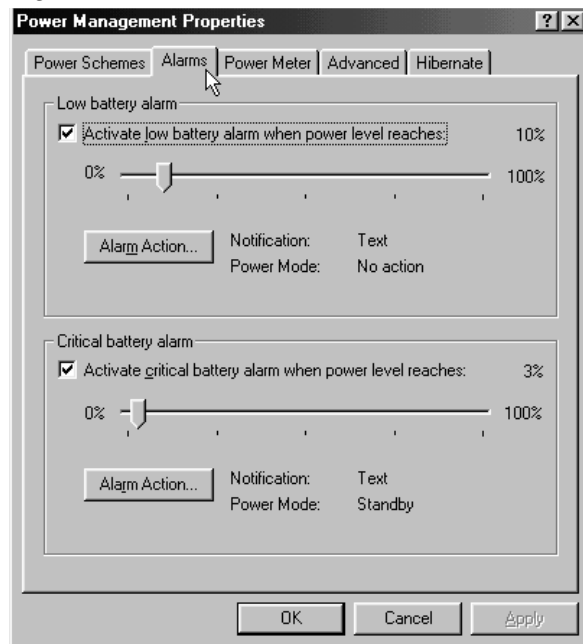 Power Management Properties
Power Schemes Alarms Power Meter Advanced Hibernate
Low battery alarm
Activate low battery alarm when power level reaches: 10%
0% 100%
Alarm Action... Notification: Text
Power Mode: No action
Critical battery alarm
Activate critical battery alarm when power level reaches: 3%
0% 100%
Alarm Action... Notification: Text
Power Mode: Standby
OK Cancel Apply